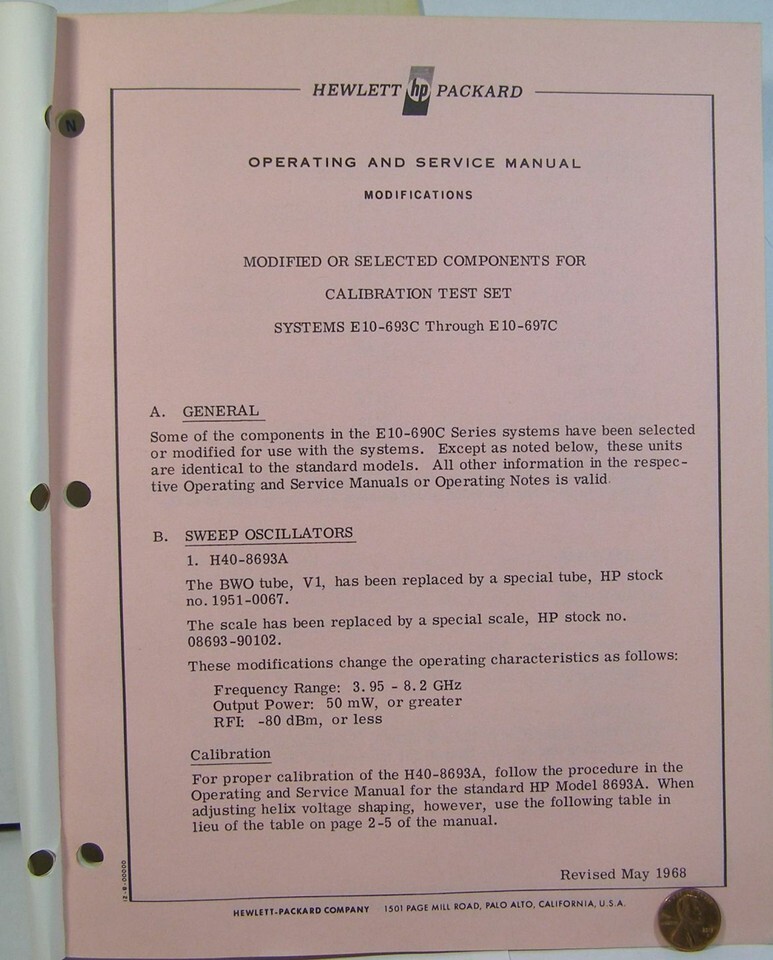 HEWLETT hp PACKARD
OPERATING AND SERVICE MANUAL
MODIFICATIONS
MODIFIED OR SELECTED COMPONENTS FOR
CALIBRATION TEST SET
SYSTEMS E10-693C Through E10-697C
A. GENERAL
Some of the components in the E10-690C Series systems have been selected
or modified for use with the systems. Except as noted below, these units
are identical to the standard models. All other information in the respec-
tive Operating and Service Manuals or Operating Notes is valid.
B. SWEEP OSCILLATORS
1. H40-8693A
The BWO tube, V1, has been replaced by a special tube, HP stock
no. 1951-0067.
The scale has been replaced by a special scale, HP stock no.
08693-90102.
These modifications change the operating characteristics as follows:
Frequency Range: 3.95 - 8.2 GHz
Output Power: 50 mW, or greater
RFI: -80 dBm, or less
Calibration
For proper calibration of the H40-8693A, follow the procedure in the
Operating and Service Manual for the standard HP Model 8693A. When
adjusting helix voltage shaping, however, use the following table in
lieu of the table on page 2-5 of the manual.
Revised May 1968
HEWLETT-PACKARD COMPANY 1501 PAGE MILL ROAD, PALO ALTO, CALIFORNIA, U.S.A.
N